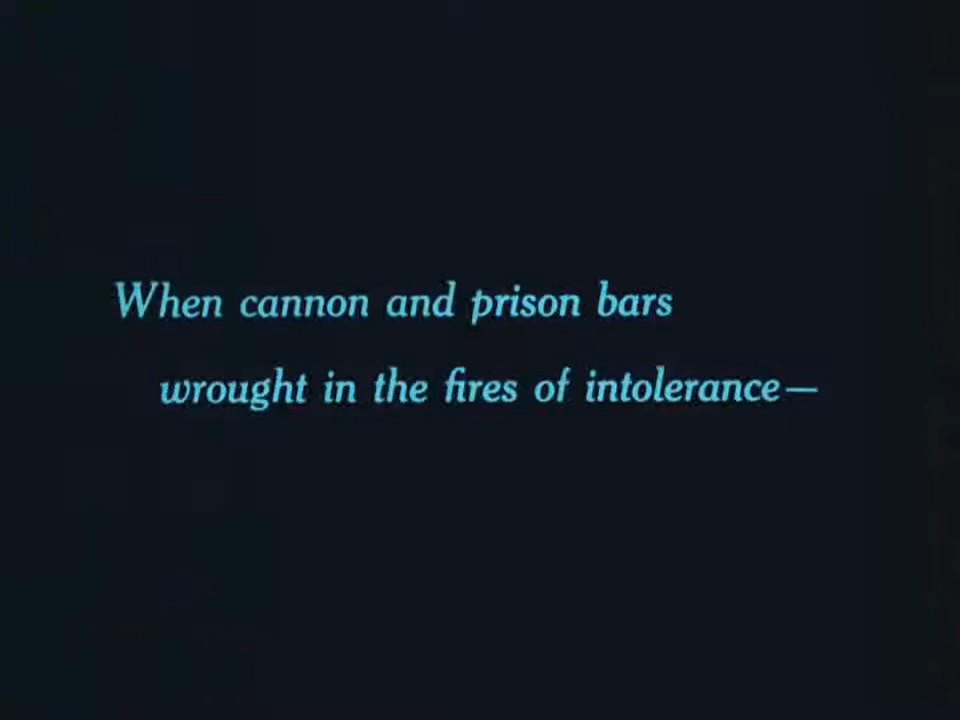 When cannon and prison bars
wrought in the fires of intolerance—